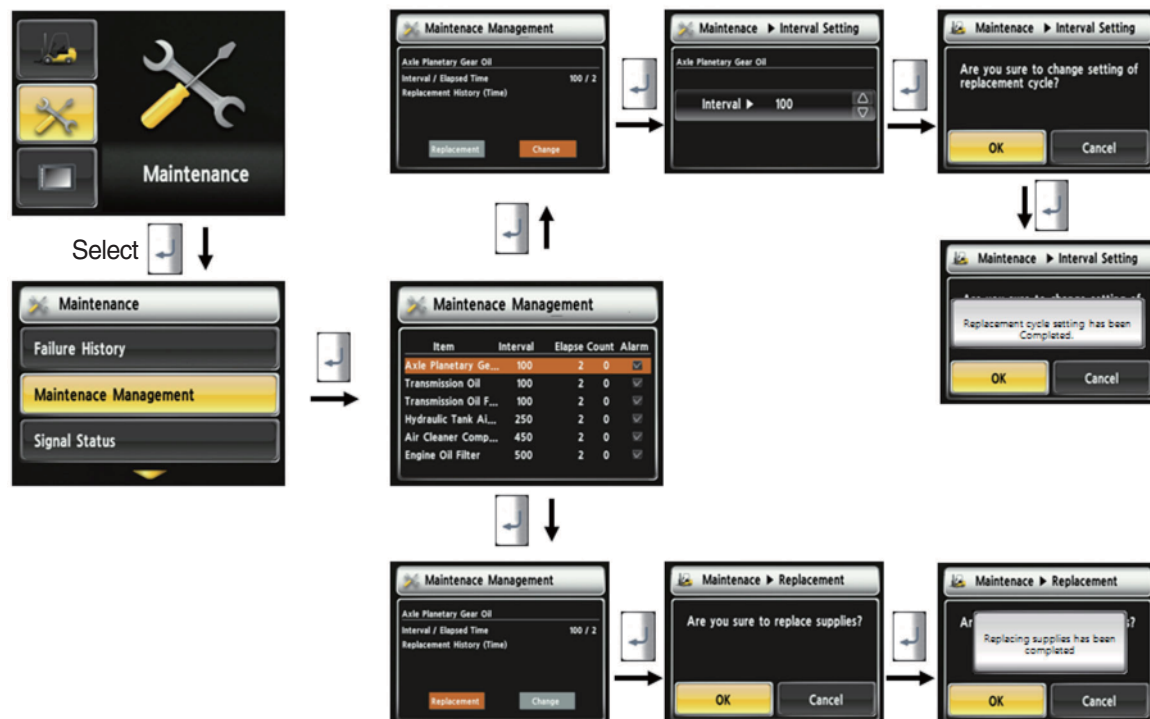 Maintenance
Select
Maintenance
Failure History
Maintenace Management
Signal Status
Maintenace Management
Axle Planetary Gear Oil
Interval / Elapsed Time 100 / 2
Replacement History (Time)
Replacement Change
Maintenace ▶ Interval Setting
Axle Planetary Gear Oil
Interval ▶ 100
Maintenace ▶ Interval Setting
Are you sure to change setting of
replacement cycle?
OK Cancel
Maintenace ▶ Interval Setting
Replacement cycle setting has been
Completed.
OK Cancel
Maintenace Management
Item Interval Elapse Count Alarm
Axle Planetary Ge... 100 2 0
Transmission Oil 100 2 0
Transmission Oil F... 100 2 0
Hydraulic Tank Ai... 250 2 0
Air Cleaner Comp... 450 2 0
Engine Oil Filter 500 2 0
Maintenace Management
Axle Planetary Gear Oil
Interval / Elapsed Time 100 / 2
Replacement History (Time)
Replacement Change
Maintenace ▶ Replacement
Are you sure to replace supplies?
OK Cancel
Maintenace ▶ Replacement
Ar s?
Replacing supplies has been
completed
OK Cancel